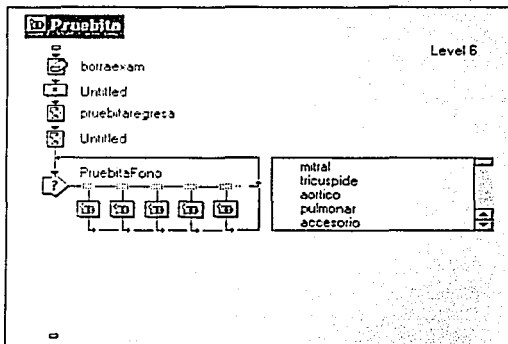 Pruebita
Level 6
borraexam
Untitled
pruebitaregresa
Untitled
PruebitaFono
?
mitral
tricuspide
aortico
pulmonar
accesorio